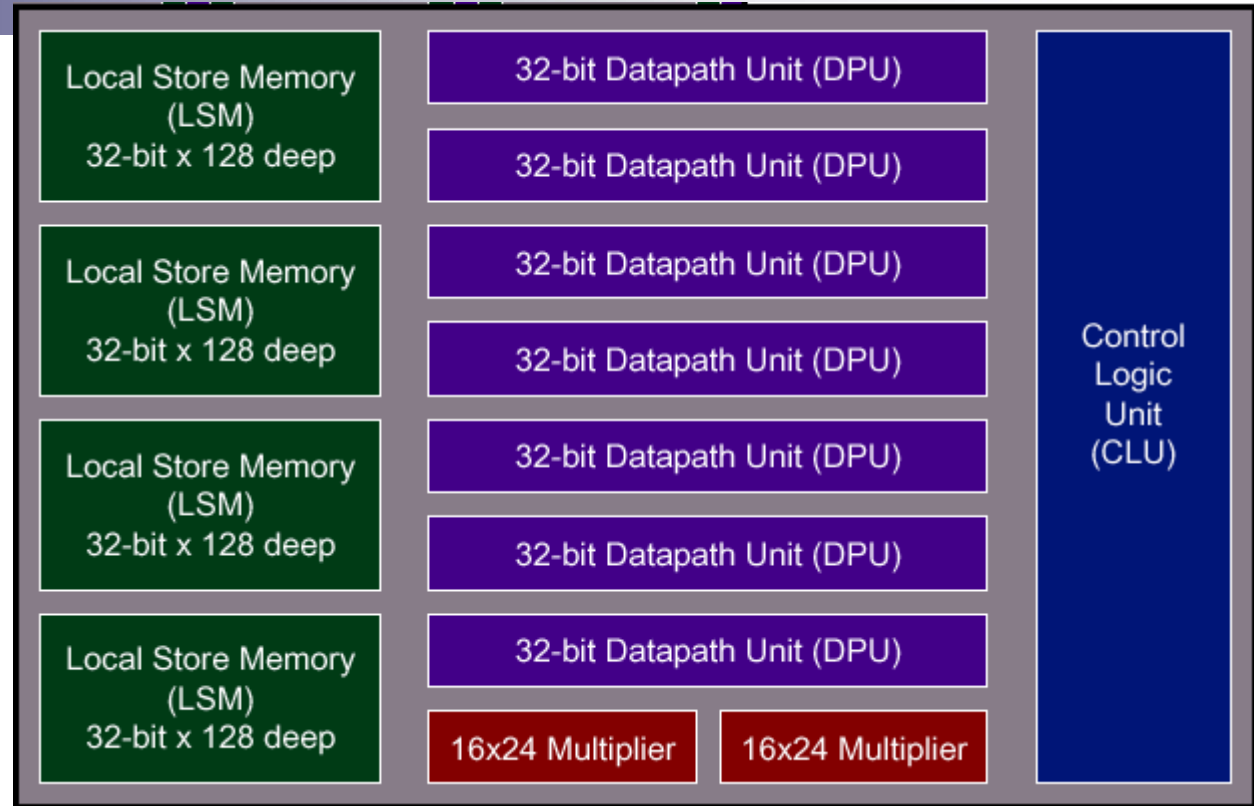 Local Store Memory
(LSM)
32-bit x 128 deep
Local Store Memory
(LSM)
32-bit x 128 deep
Local Store Memory
(LSM)
32-bit x 128 deep
Local Store Memory
(LSM)
32-bit x 128 deep
32-bit Datapath Unit (DPU)
32-bit Datapath Unit (DPU)
32-bit Datapath Unit (DPU)
32-bit Datapath Unit (DPU)
32-bit Datapath Unit (DPU)
32-bit Datapath Unit (DPU)
32-bit Datapath Unit (DPU)
16x24 Multiplier
16x24 Multiplier
Control
Logic
Unit
(CLU)